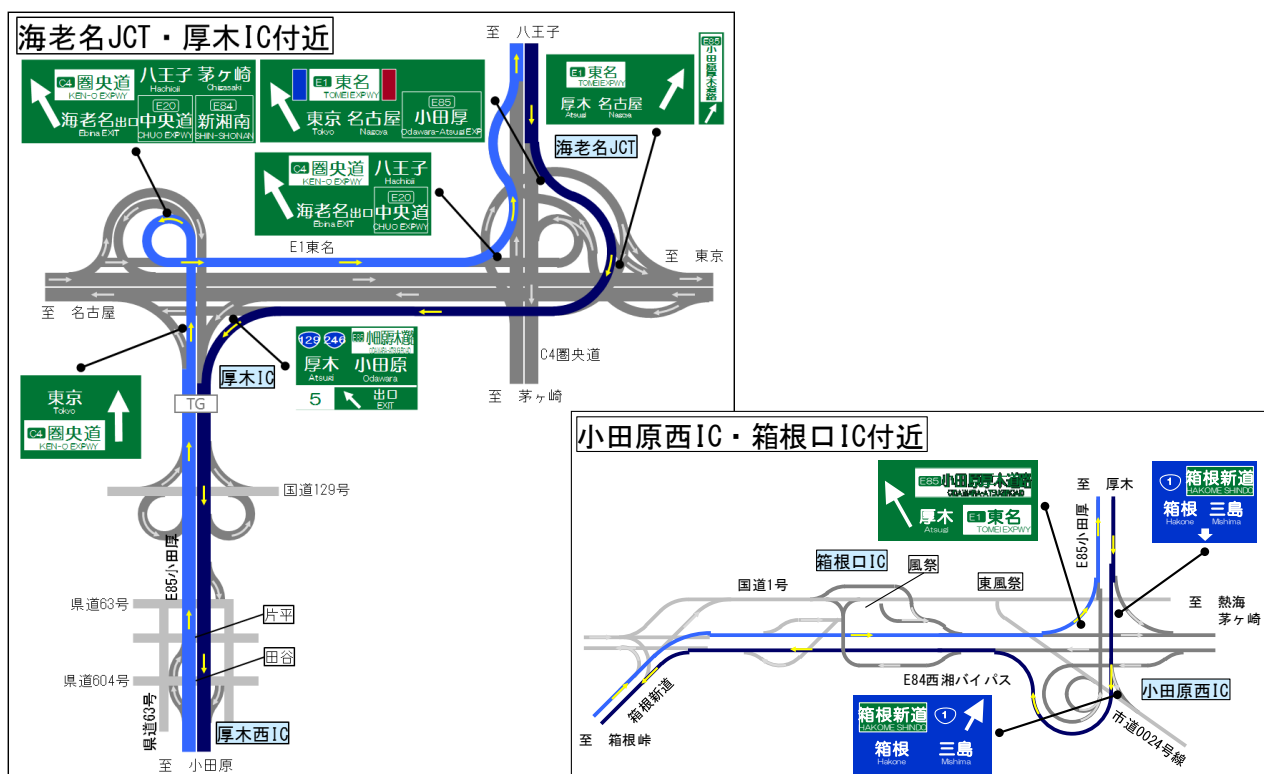 海老名JCT・厚木IC付近
至 八王子
C4 圏央道 八王子 茅ヶ崎
KEN-O EXPWY Hachioji Chigasaki
海老名出口 E20 中央道 E84 新湘南
Ebina EXIT CHUO EXPWY SHIN-SHONAN
E1 東名
TOMEI EXPWY
東京 名古屋 E85 小田厚
Tokyo Nagoya Odawara-Atsugi EXP
E1 東名
TOMEI EXPWY
厚木 名古屋
Atsugi Nagoya
E85 小田原厚木道路
海老名JCT
C4 圏央道 八王子
KEN-O EXPWY Hachioji
海老名出口 E20 中央道
Ebina EXIT CHUO EXPWY
E1東名
至 東京
至 名古屋
129 246
厚木 小田原
Atsugi Odawara
5 出口
EXIT
C4圏央道
厚木IC
至 茅ヶ崎
東京
Tokyo
C4 圏央道
KEN-O EXPWY
TG
国道129号
E85小田厚
県道63号
片平
田谷
県道604号
県道63号
厚木西IC
至 小田原
小田原西IC・箱根口IC付近
E85 小田原厚木道路
厚木 E1 東名
Atsugi TOMEI EXPWY
至 厚木
E85小田厚
1 箱根新道
HAKOME SHINDO
箱根 三島
Hakone Mishima
箱根口IC
風祭
国道1号
東風祭
至 熱海
茅ヶ崎
箱根新道
E84西湘バイパス
小田原西IC
市道0024号線
至 箱根峠
箱根新道 1
HAKOME SHINDO
箱根 三島
Hakone Mishima